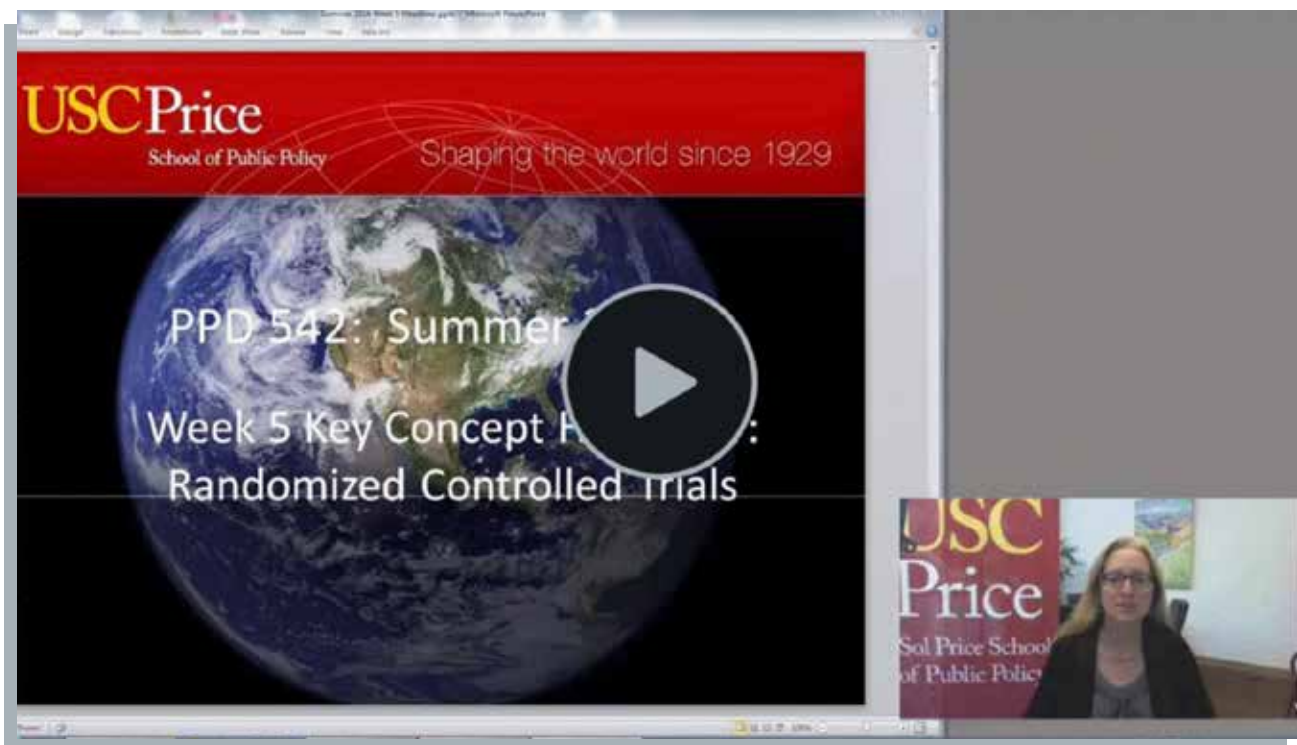 USC Price
School of Public Policy
Shaping the world since 1929
PPD 542: Summer
Week 5 Key Concept
Randomized Controlled Trials
USC
Price
Sol Price School
of Public Policy